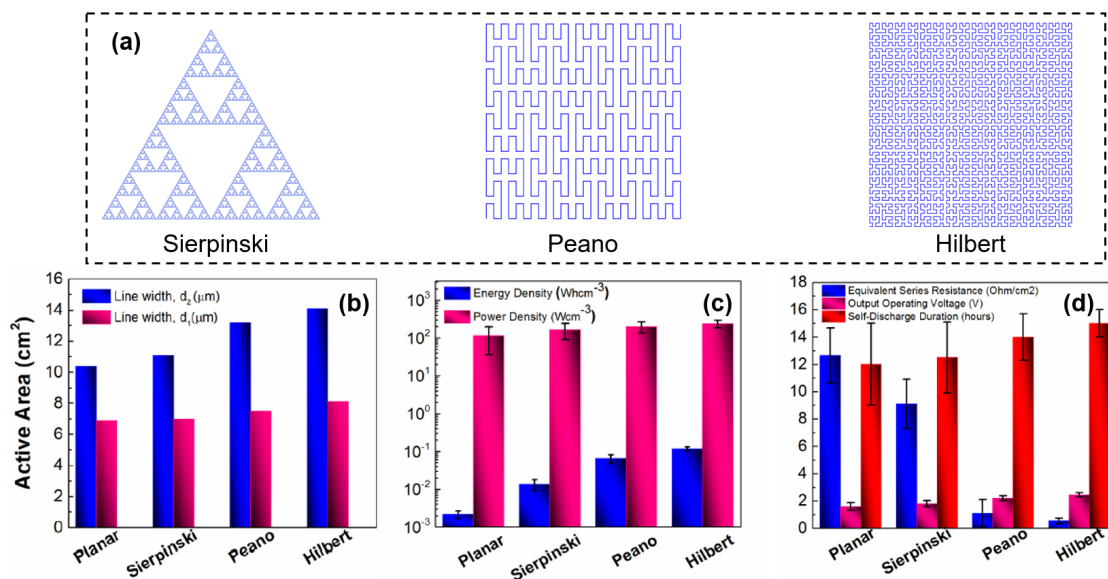 (a)
Sierpinski
Peano
Hilbert
(b)
Line width, d2 (μm)
Line width, d1(μm)
Active Area (cm2)
16
14
12
10
8
6
4
2
0
Planar
Sierpinski
Peano
Hilbert
(c)
Energy Density (Whcm-3)
Power Density (Wcm-3)
103
102
101
100
10-1
10-2
10-3
Planar
Sierpinski
Peano
Hilbert
(d)
Equivalent Series Resistance (Ohm/cm2)
Output Operating Voltage (V)
Self-Discharge Duration (hours)
18
16
14
12
10
8
6
4
2
0
Planar
Sierpinski
Peano
Hilbert